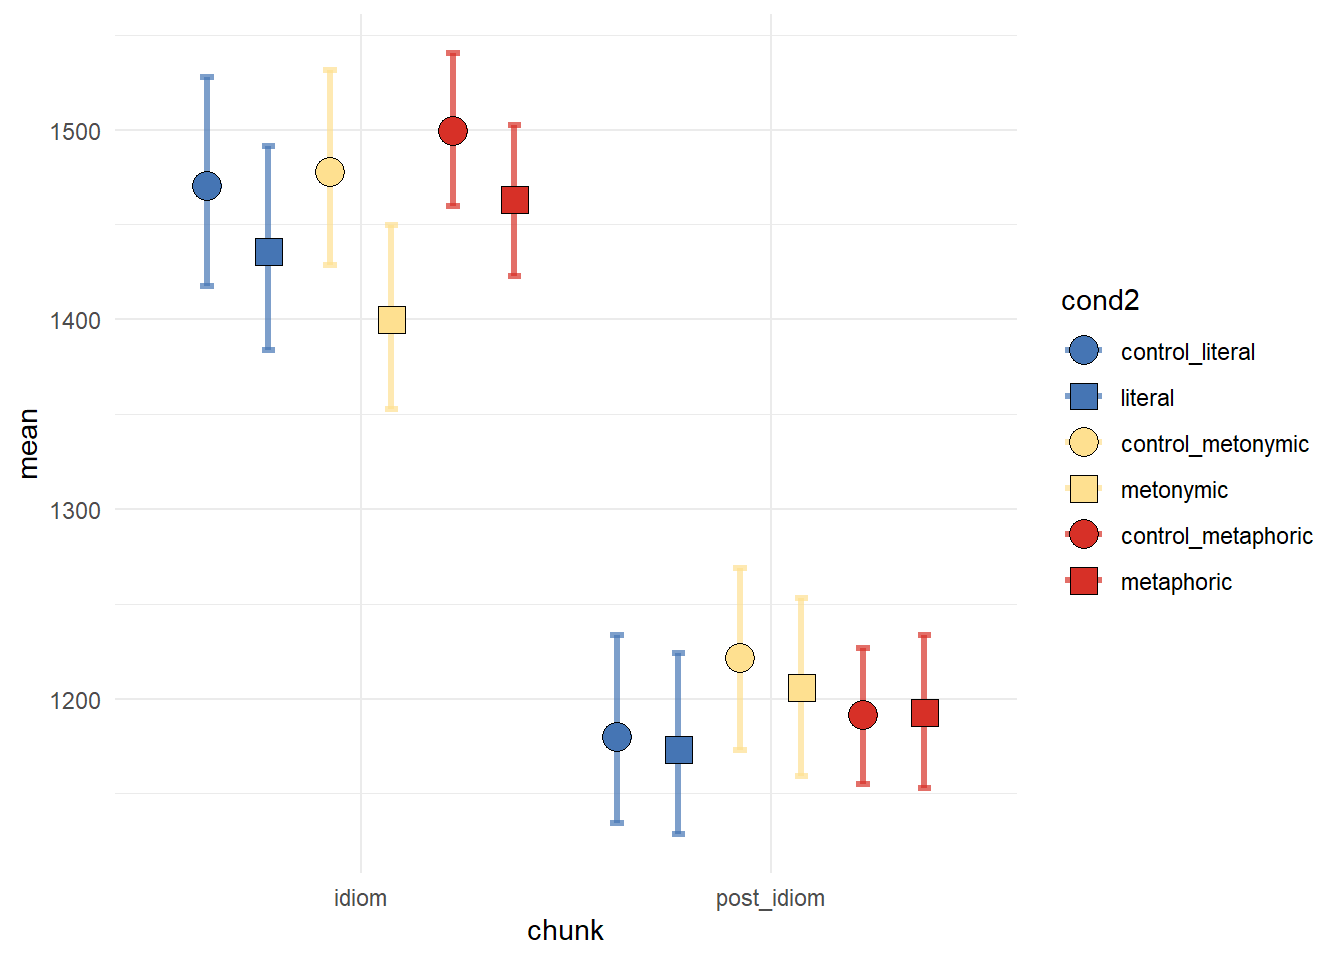 1500
1400
1300
1200
mean
idiom
post_idiom
chunk
cond2
control_literal
literal
control_metonymic
metonymic
control_metaphoric
metaphoric